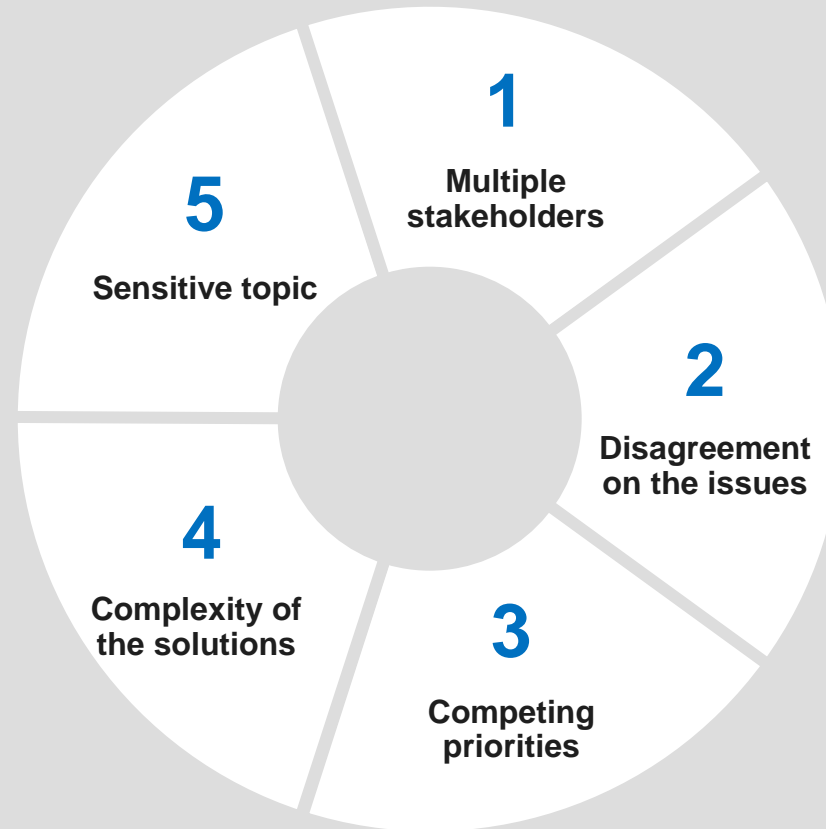 1
Multiple
stakeholders
2
Disagreement
on the issues
3
Competing
priorities
4
Complexity of
the solutions
5
Sensitive topic